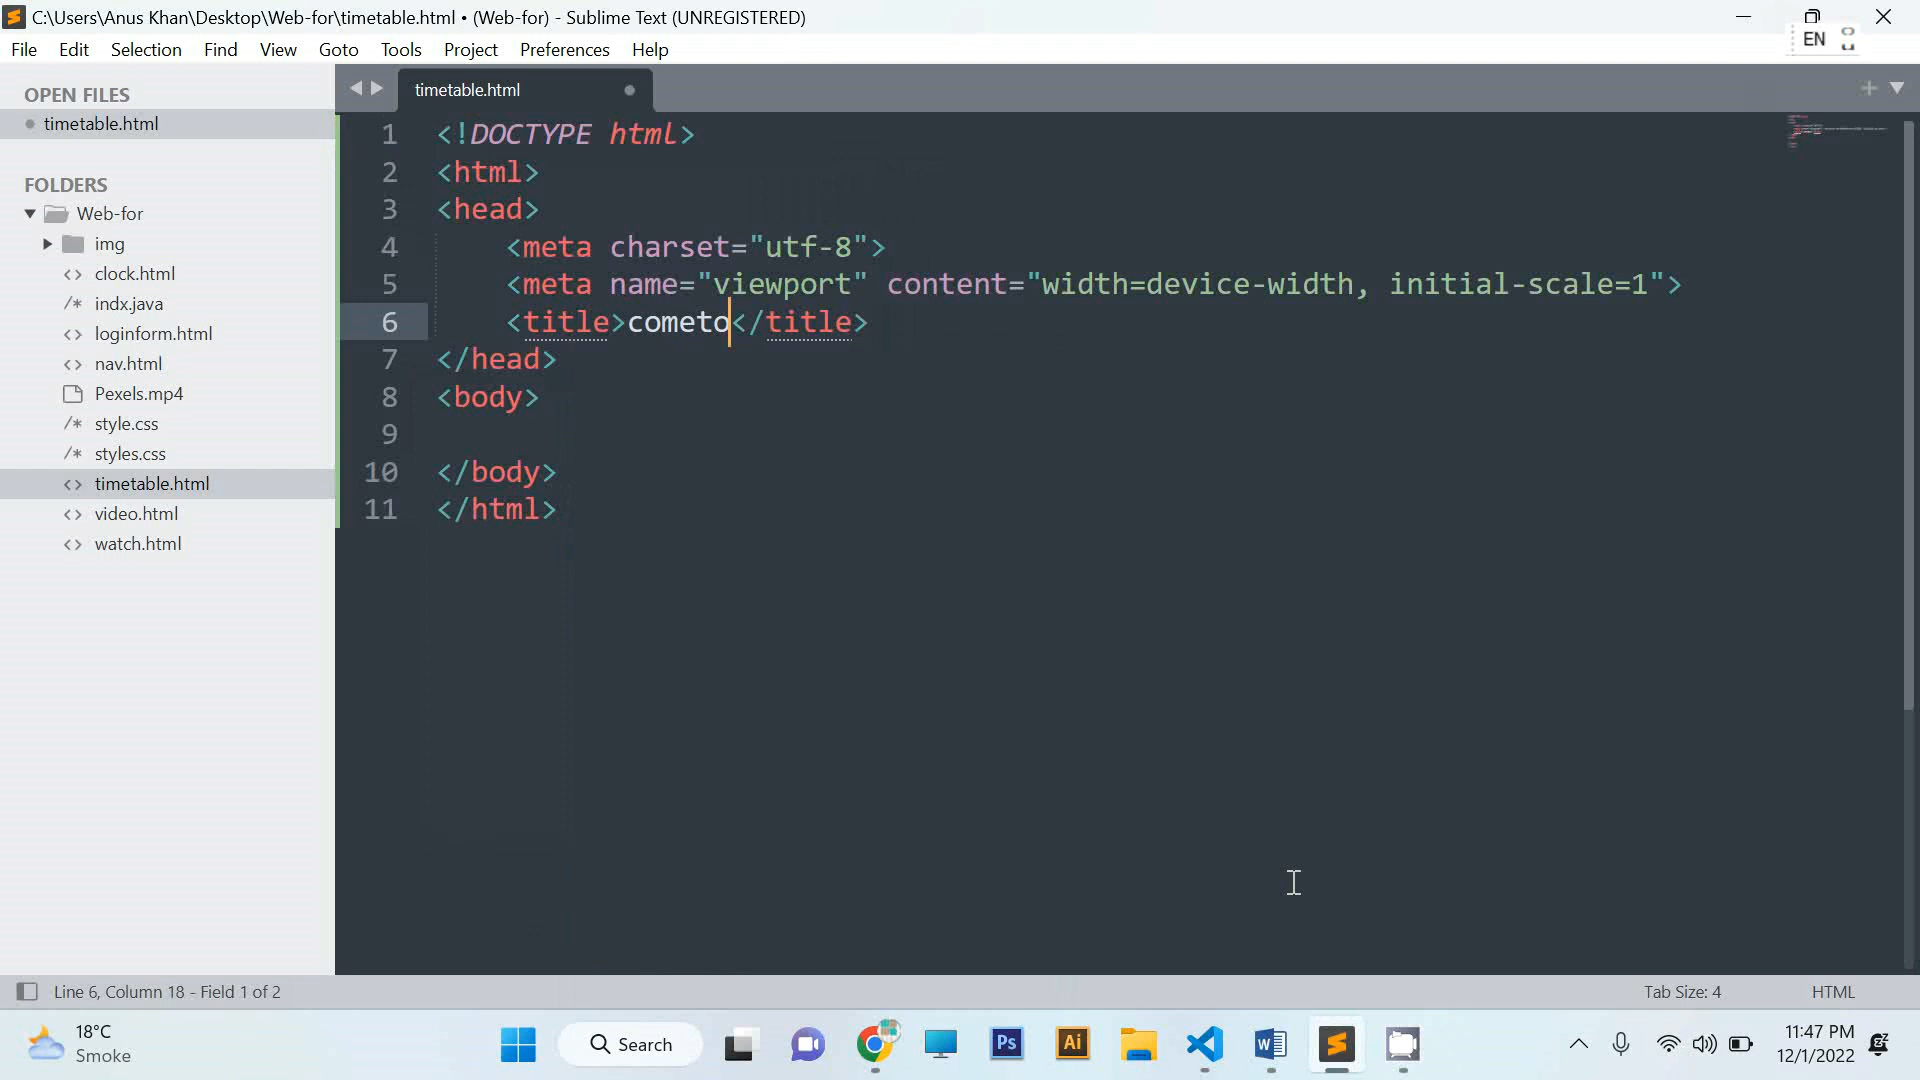 C:\Users\Anus Khan\Desktop\Web-for\timetable.html • (Web-for) - Sublime Text (UNREGISTERED)
File Edit Selection Find View Goto Tools Project Preferences Help
EN
OPEN FILES
timetable.html
FOLDERS
Web-for
img
clock.html
/* indx.java
loginform.html
nav.html
Pexels.mp4
/* style.css
/* styles.css
timetable.html
video.html
watch.html
timetable.html
1 <!DOCTYPE html>
2 <html>
3 <head>
4 <meta charset="utf-8">
5 <meta name="viewport" content="width=device-width, initial-scale=1">
6 <title>cometo</title>
7 </head>
8 <body>
9
10 </body>
11 </html>
Line 6, Column 18 - Field 1 of 2
Tab Size: 4
HTML
18°C
Smoke
Search
Ps
Ai
11:47 PM
12/1/2022